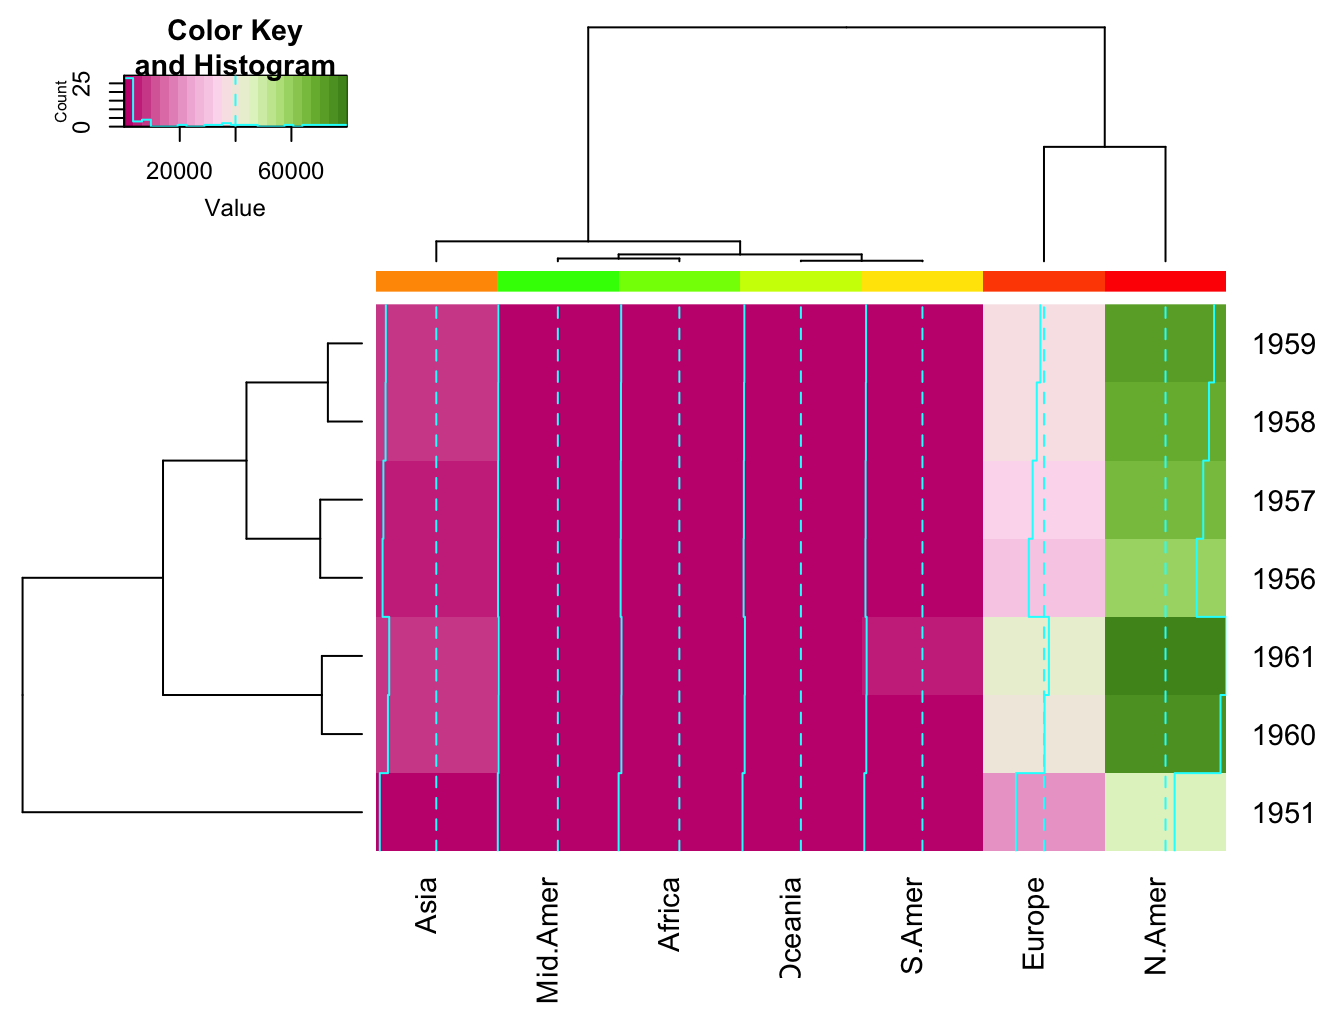 Color Key
and Histogram
Count
0
25
20000
60000
Value
1959
1958
1957
1956
1961
1960
1951
Asia
Mid.Amer
Africa
Oceania
S.Amer
Europe
N.Amer